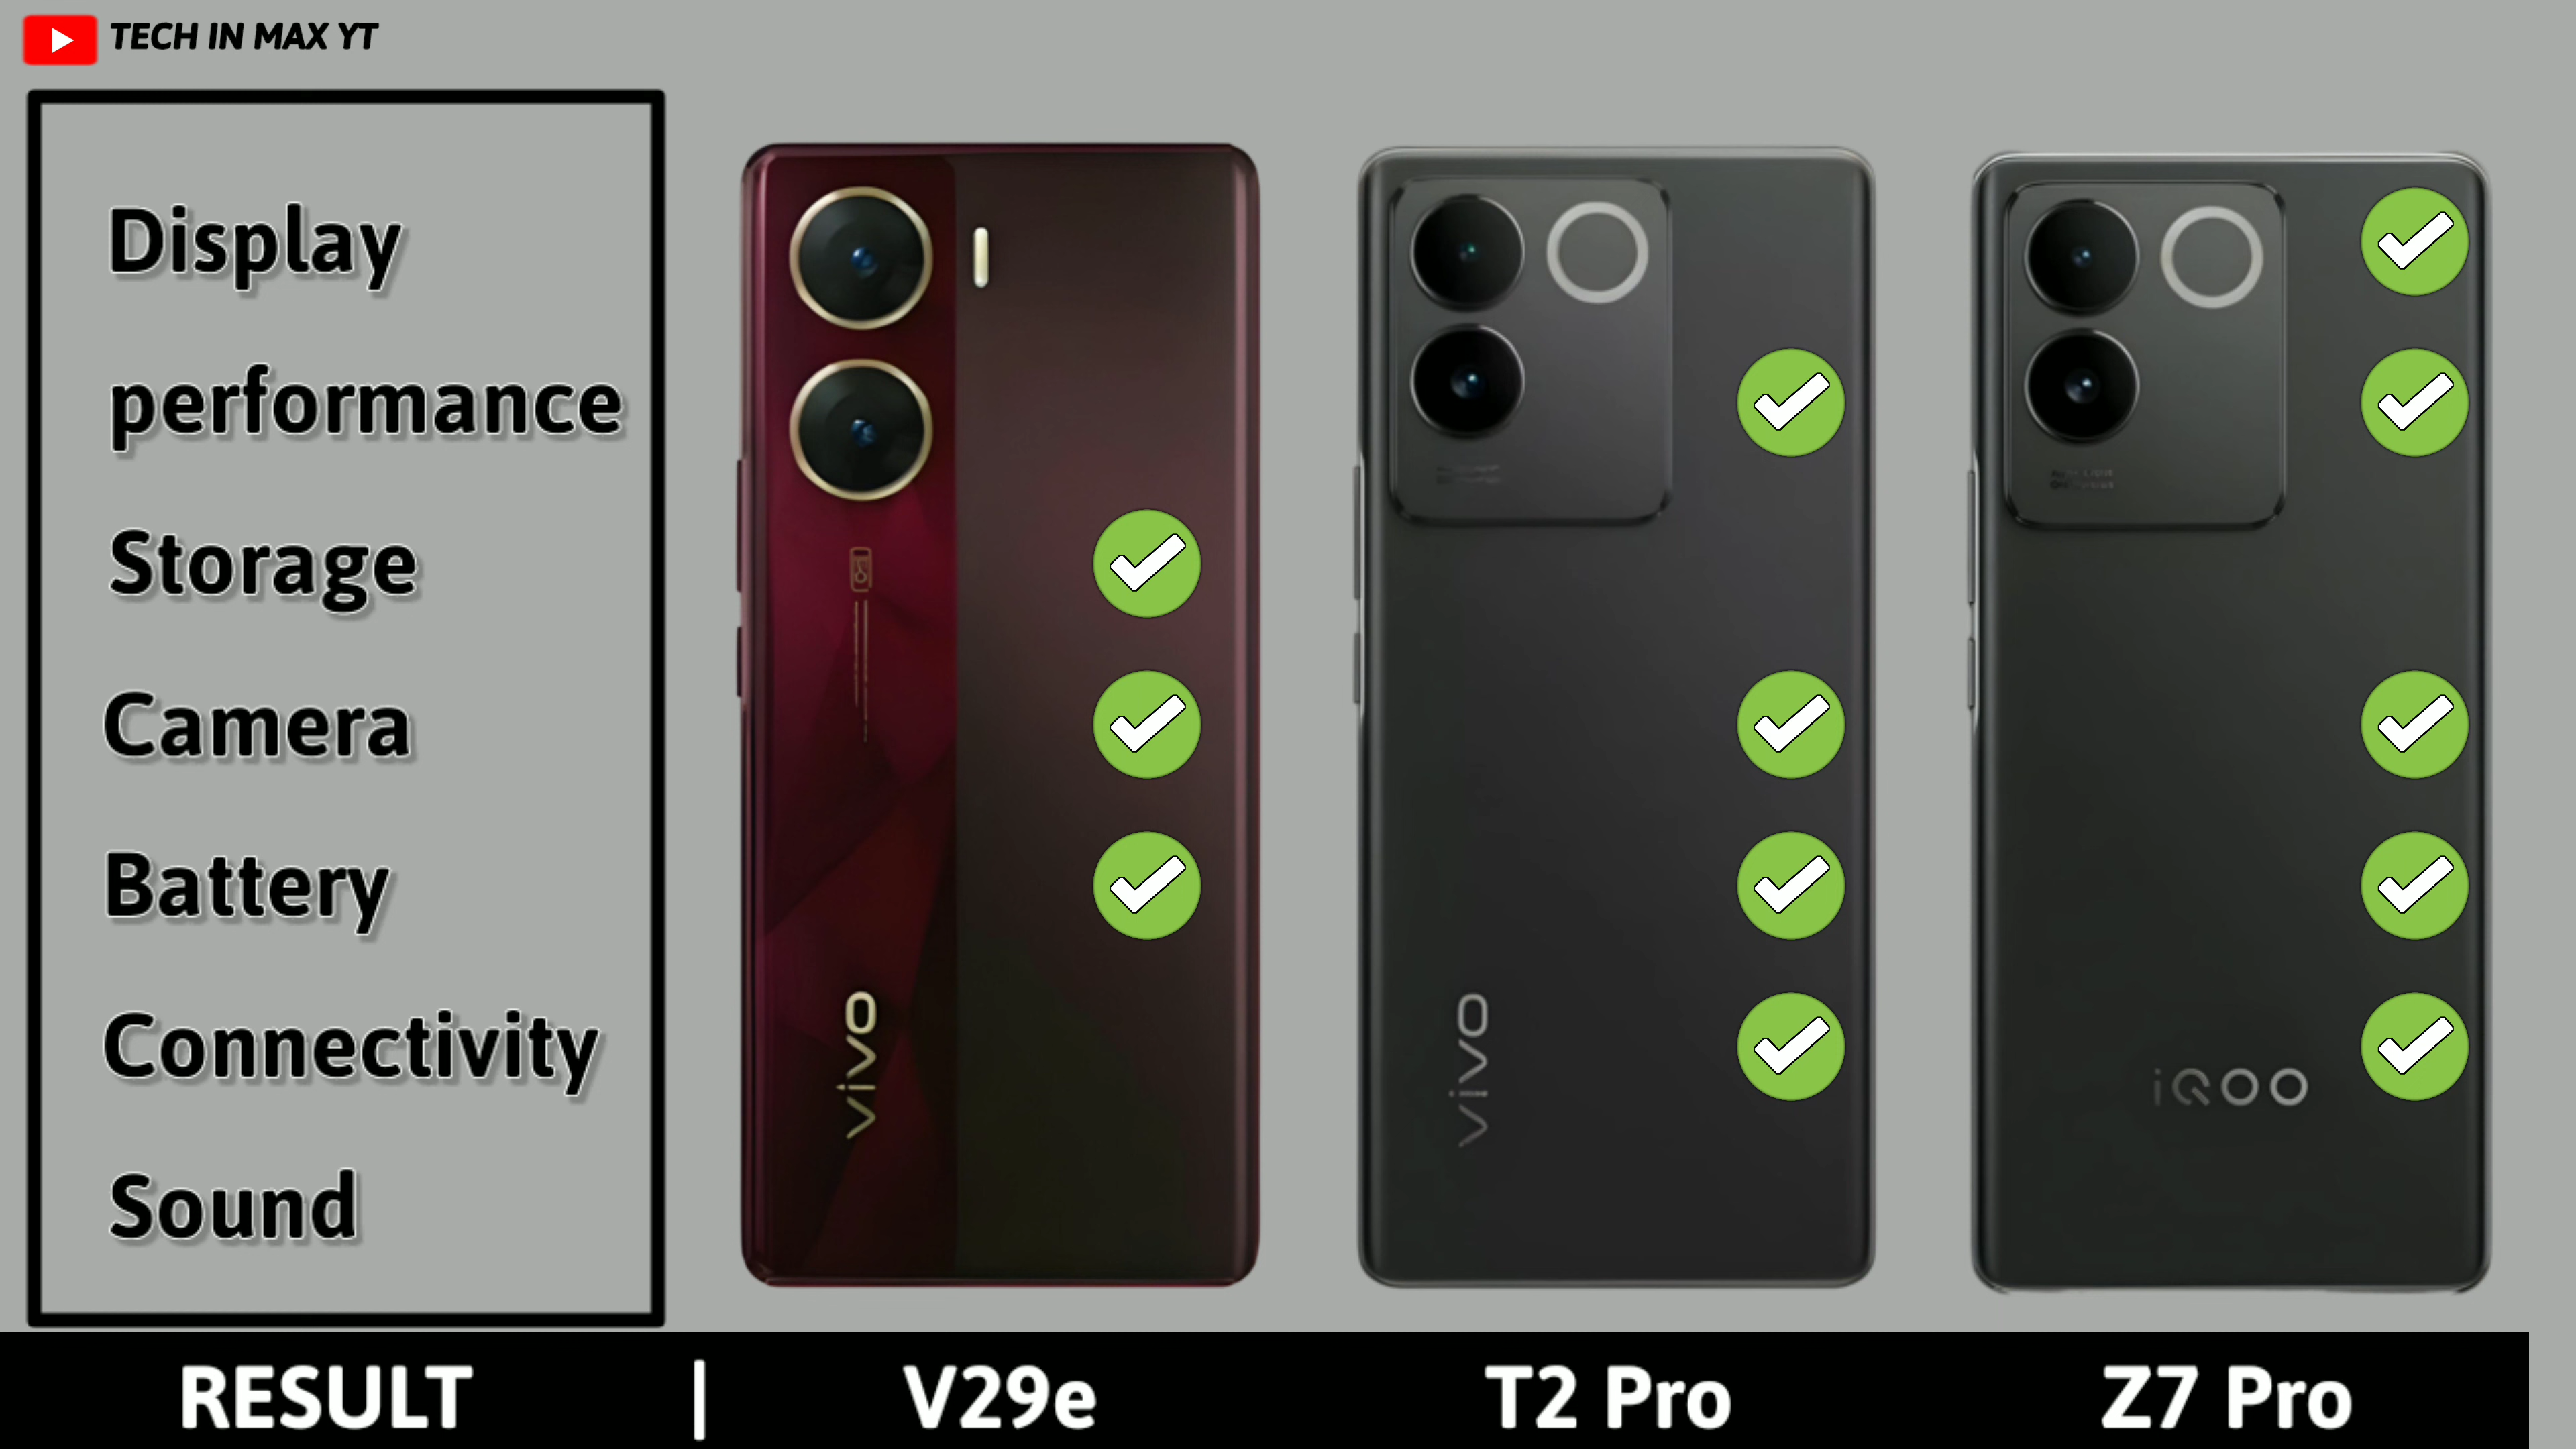 TECH IN MAX YT
Display
performance
Storage
Camera
Battery
Connectivity
Sound
vivo
vivo
iQOO
RESULT | V29e T2 Pro Z7 Pro